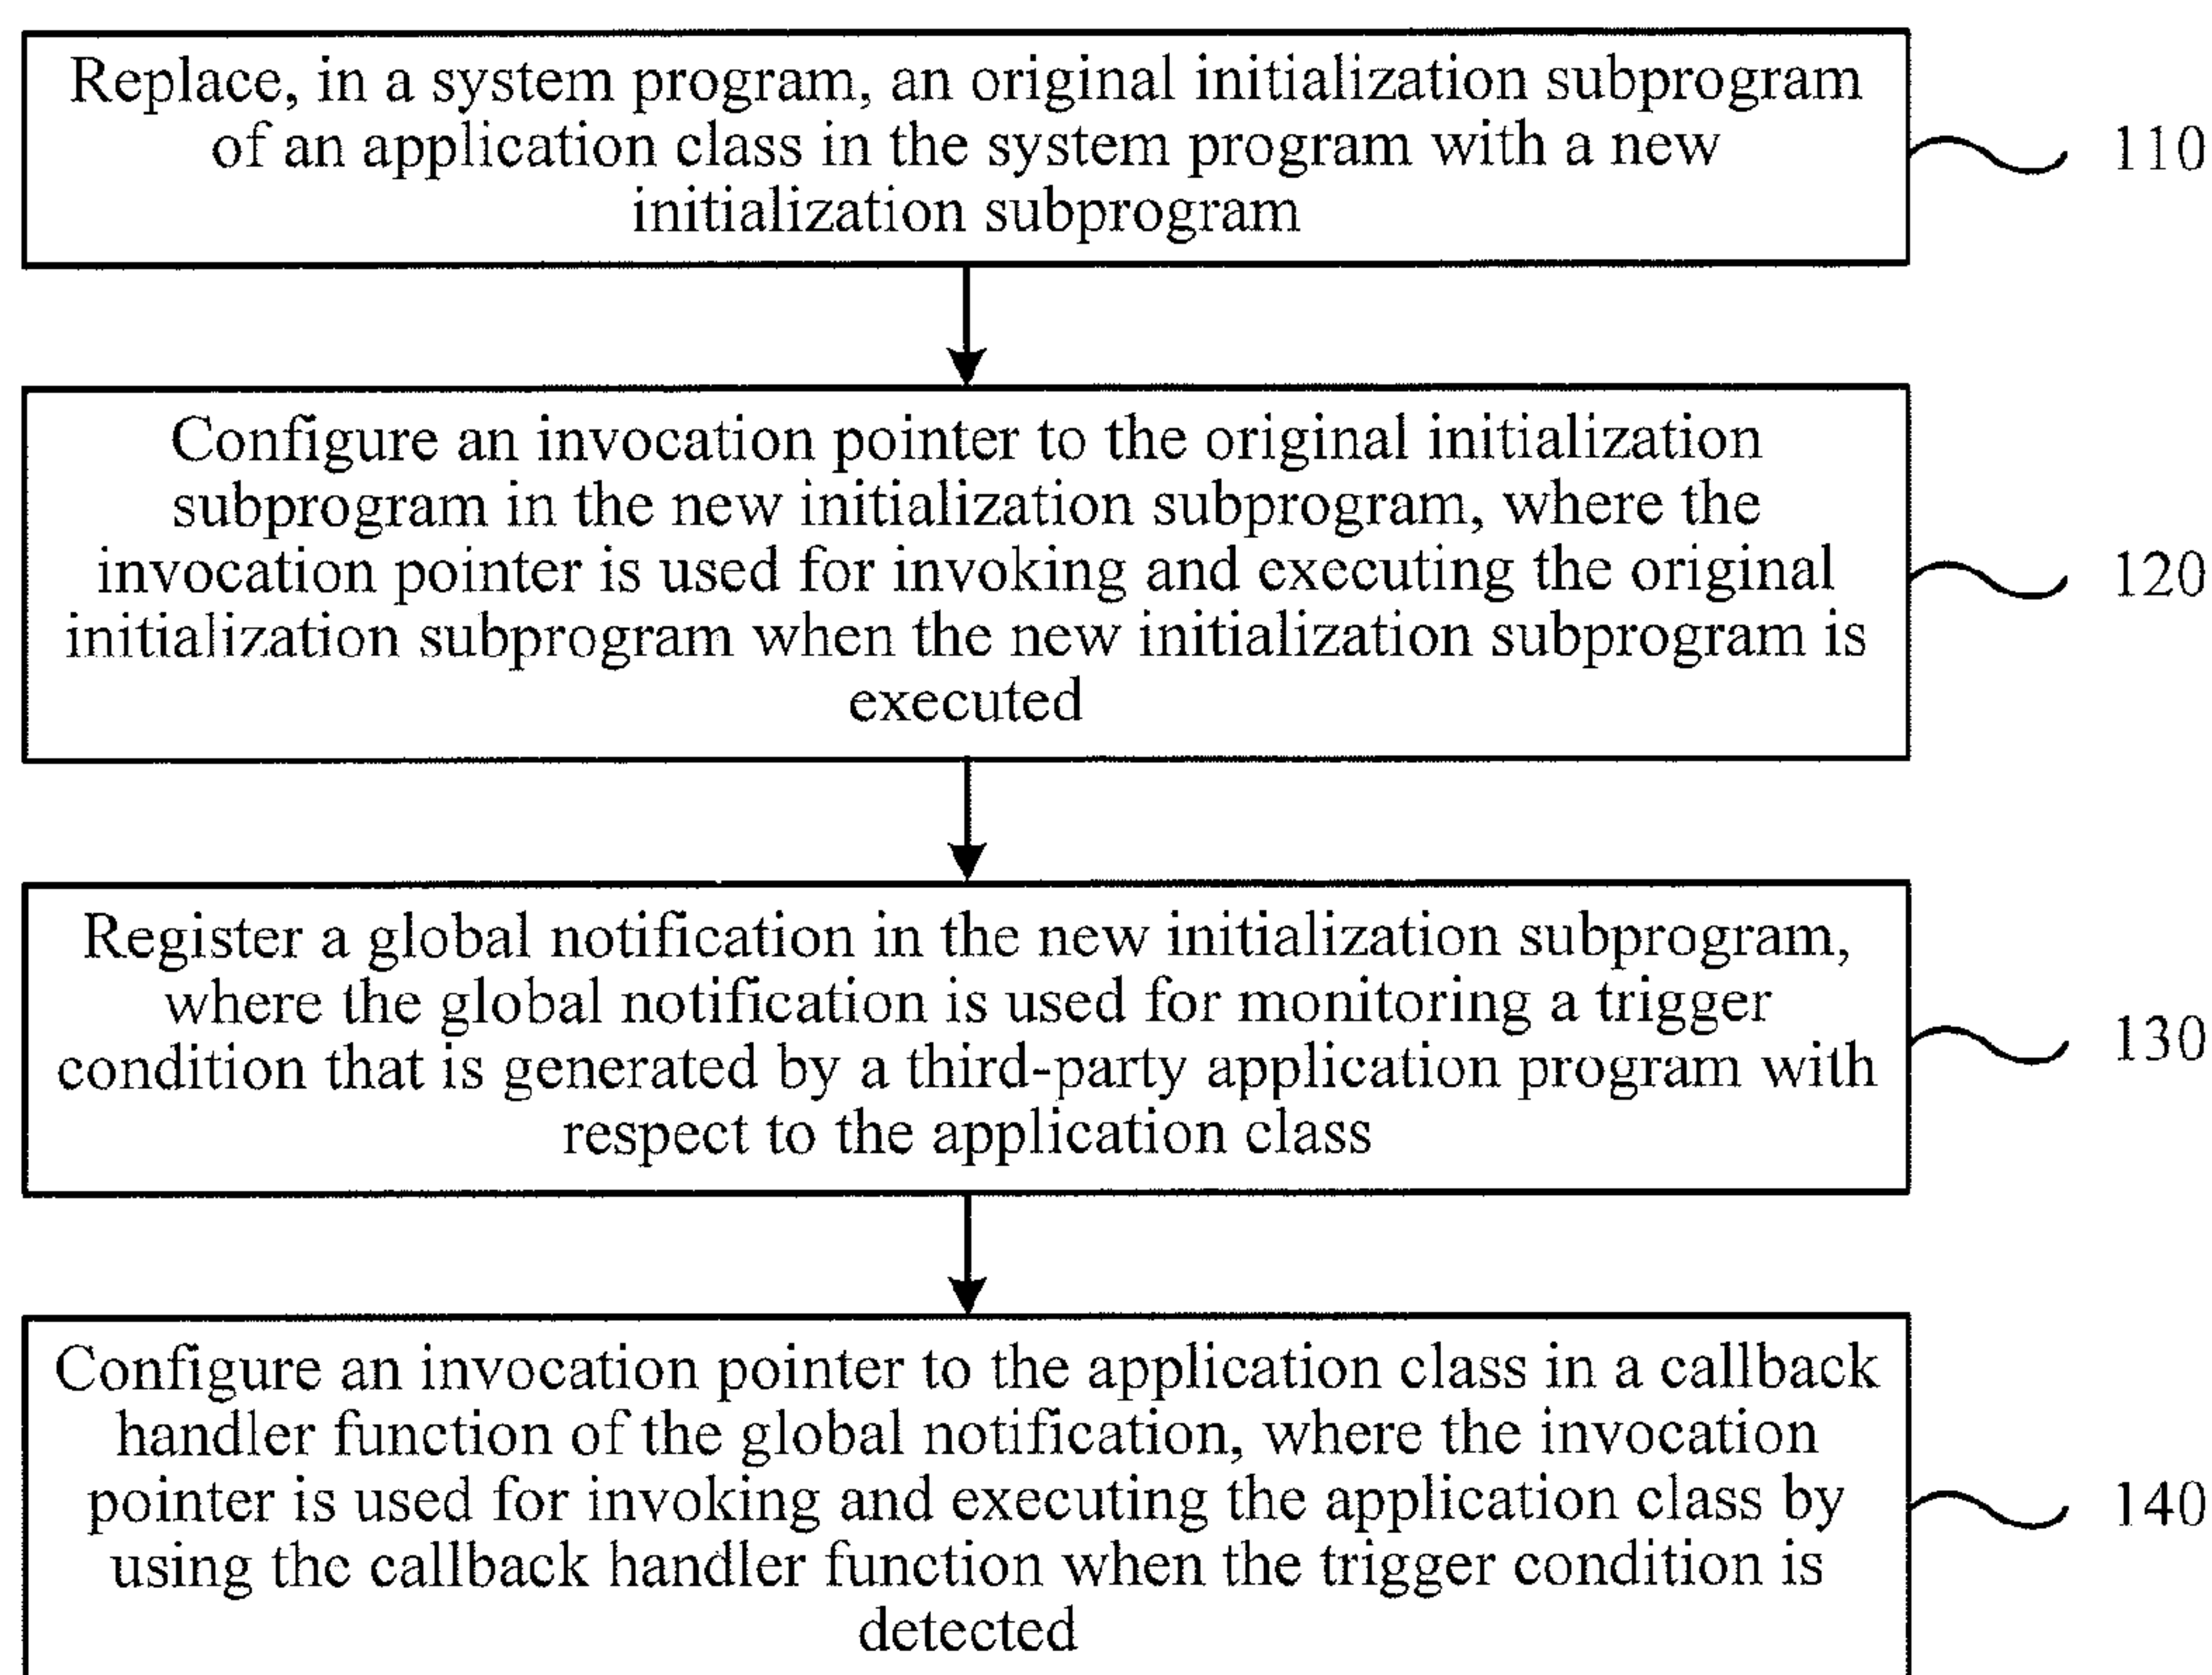 Replace, in a system program, an original initialization subprogram
of an application class in the system program with a new
initialization subprogram
110
Configure an invocation pointer to the original initialization
subprogram in the new initialization subprogram, where the
invocation pointer is used for invoking and executing the original
initialization subprogram when the new initialization subprogram is
executed
120
Register a global notification in the new initialization subprogram,
where the global notification is used for monitoring a trigger
condition that is generated by a third-party application program with
respect to the application class
130
Configure an invocation pointer to the application class in a callback
handler function of the global notification, where the invocation
pointer is used for invoking and executing the application class by
using the callback handler function when the trigger condition is
detected
140